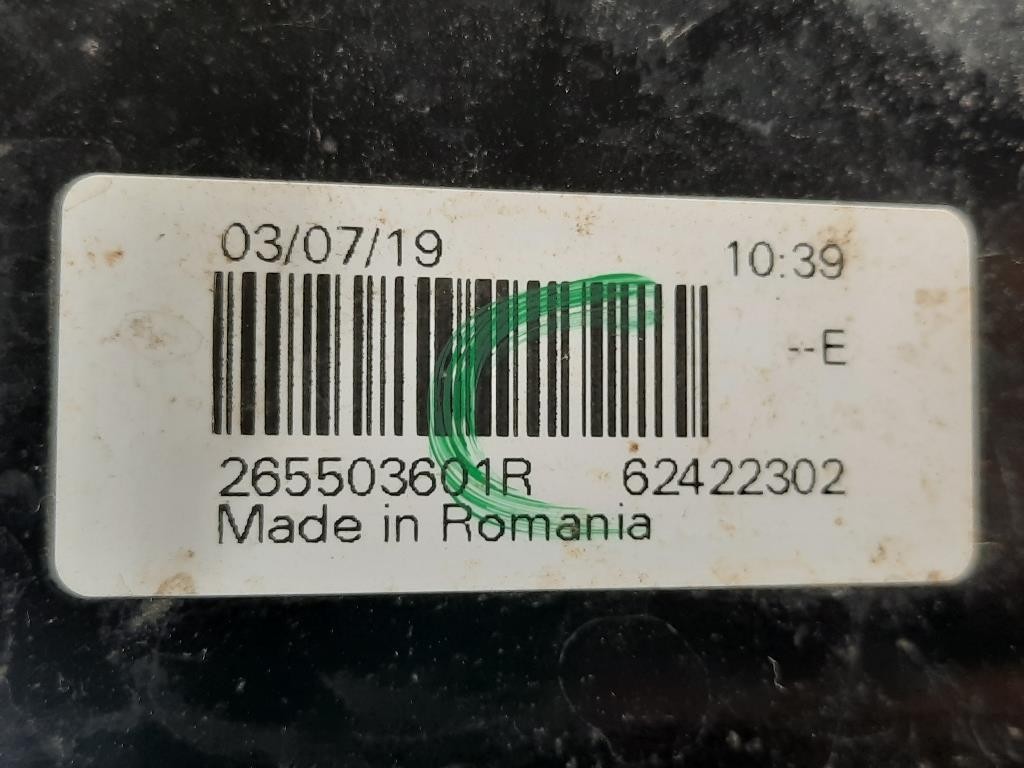 03/07/19 10:39
--E
265503601R 62422302
Made in Romania